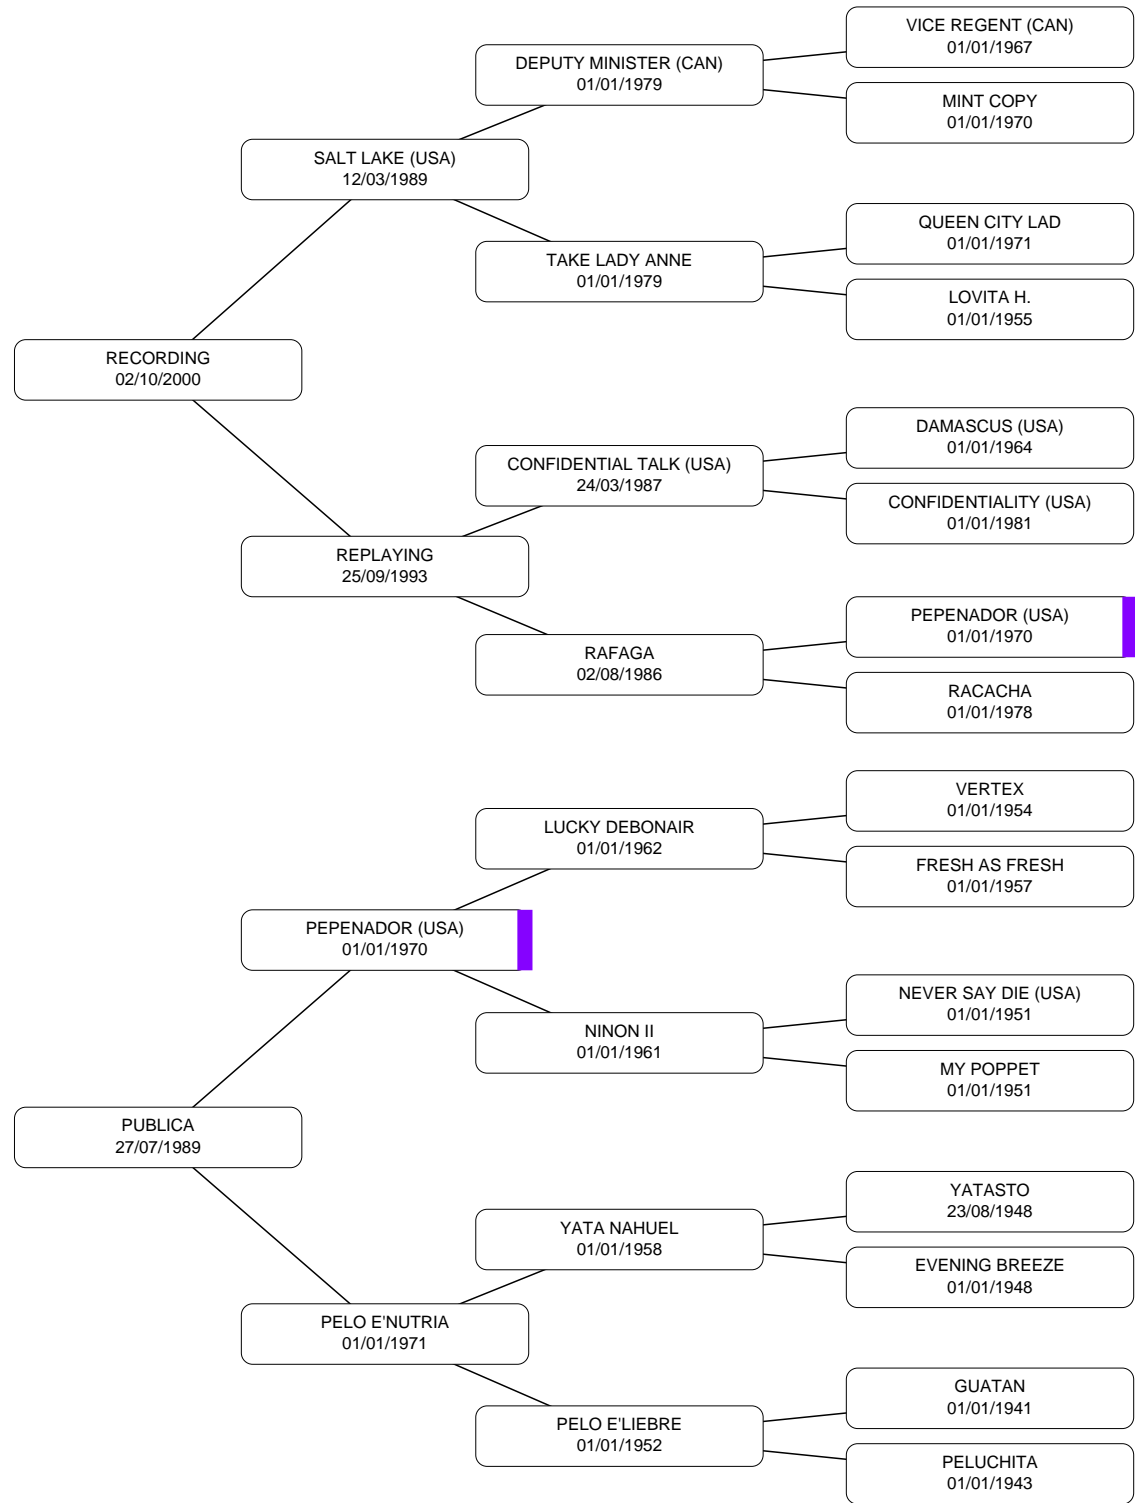 VICE REGENT (CAN)
01/01/1967
DEPUTY MINISTER (CAN)
01/01/1979
MINT COPY
01/01/1970
SALT LAKE (USA)
12/03/1989
QUEEN CITY LAD
01/01/1971
TAKE LADY ANNE
01/01/1979
LOVITA H.
01/01/1955
RECORDING
02/10/2000
DAMASCUS (USA)
01/01/1964
CONFIDENTIAL TALK (USA)
24/03/1987
CONFIDENTIALITY (USA)
01/01/1981
REPLAYING
25/09/1993
PEPENADOR (USA)
01/01/1970
RAFAGA
02/08/1986
RACACHA
01/01/1978
VERTEX
01/01/1954
LUCKY DEBONAIR
01/01/1962
FRESH AS FRESH
01/01/1957
PEPENADOR (USA)
01/01/1970
NEVER SAY DIE (USA)
01/01/1951
NINON II
01/01/1961
MY POPPET
01/01/1951
PUBLICA
27/07/1989
YATASTO
23/08/1948
YATA NAHUEL
01/01/1958
EVENING BREEZE
01/01/1948
PELO E'NUTRIA
01/01/1971
GUATAN
01/01/1941
PELO E'LIEBRE
01/01/1952
PELUCHITA
01/01/1943